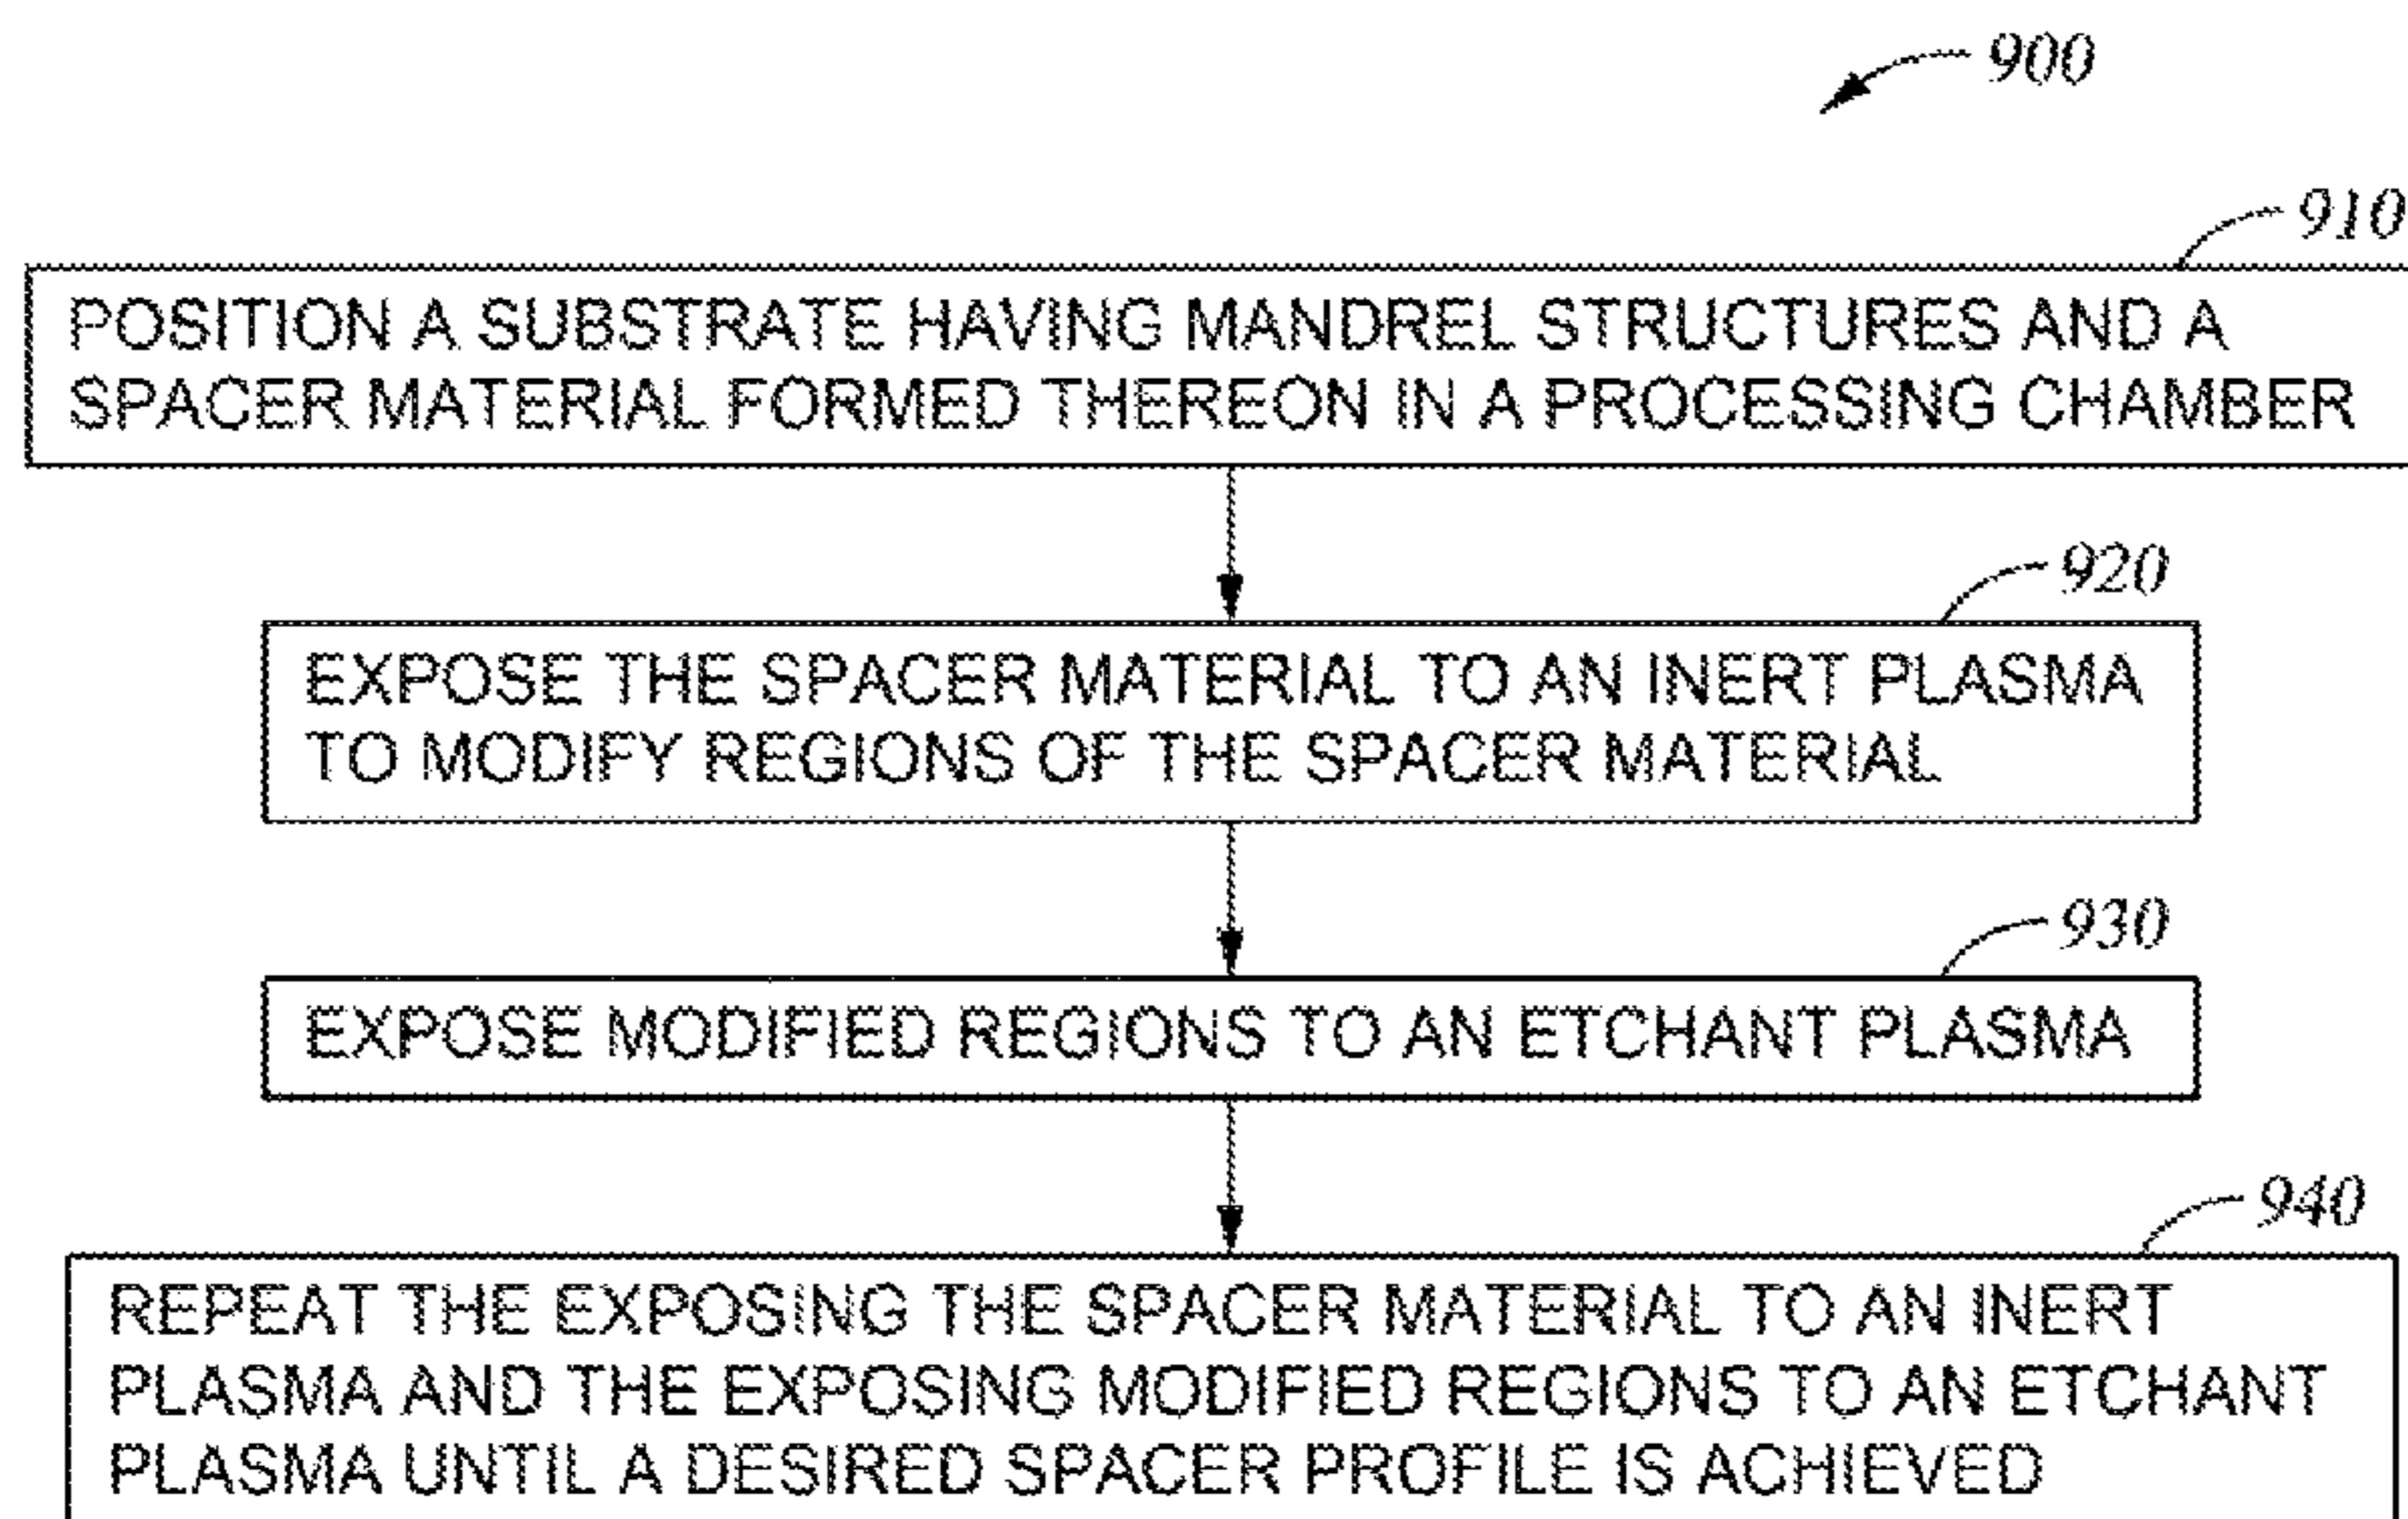 900
910
POSITION A SUBSTRATE HAVING MANDREL STRUCTURES AND A
SPACER MATERIAL FORMED THEREON IN A PROCESSING CHAMBER
920
EXPOSE THE SPACER MATERIAL TO AN INERT PLASMA
TO MODIFY REGIONS OF THE SPACER MATERIAL
930
EXPOSE MODIFIED REGIONS TO AN ETCHANT PLASMA
940
REPEAT THE EXPOSING THE SPACER MATERIAL TO AN INERT
PLASMA AND THE EXPOSING MODIFIED REGIONS TO AN ETCHANT
PLASMA UNTIL A DESIRED SPACER PROFILE IS ACHIEVED